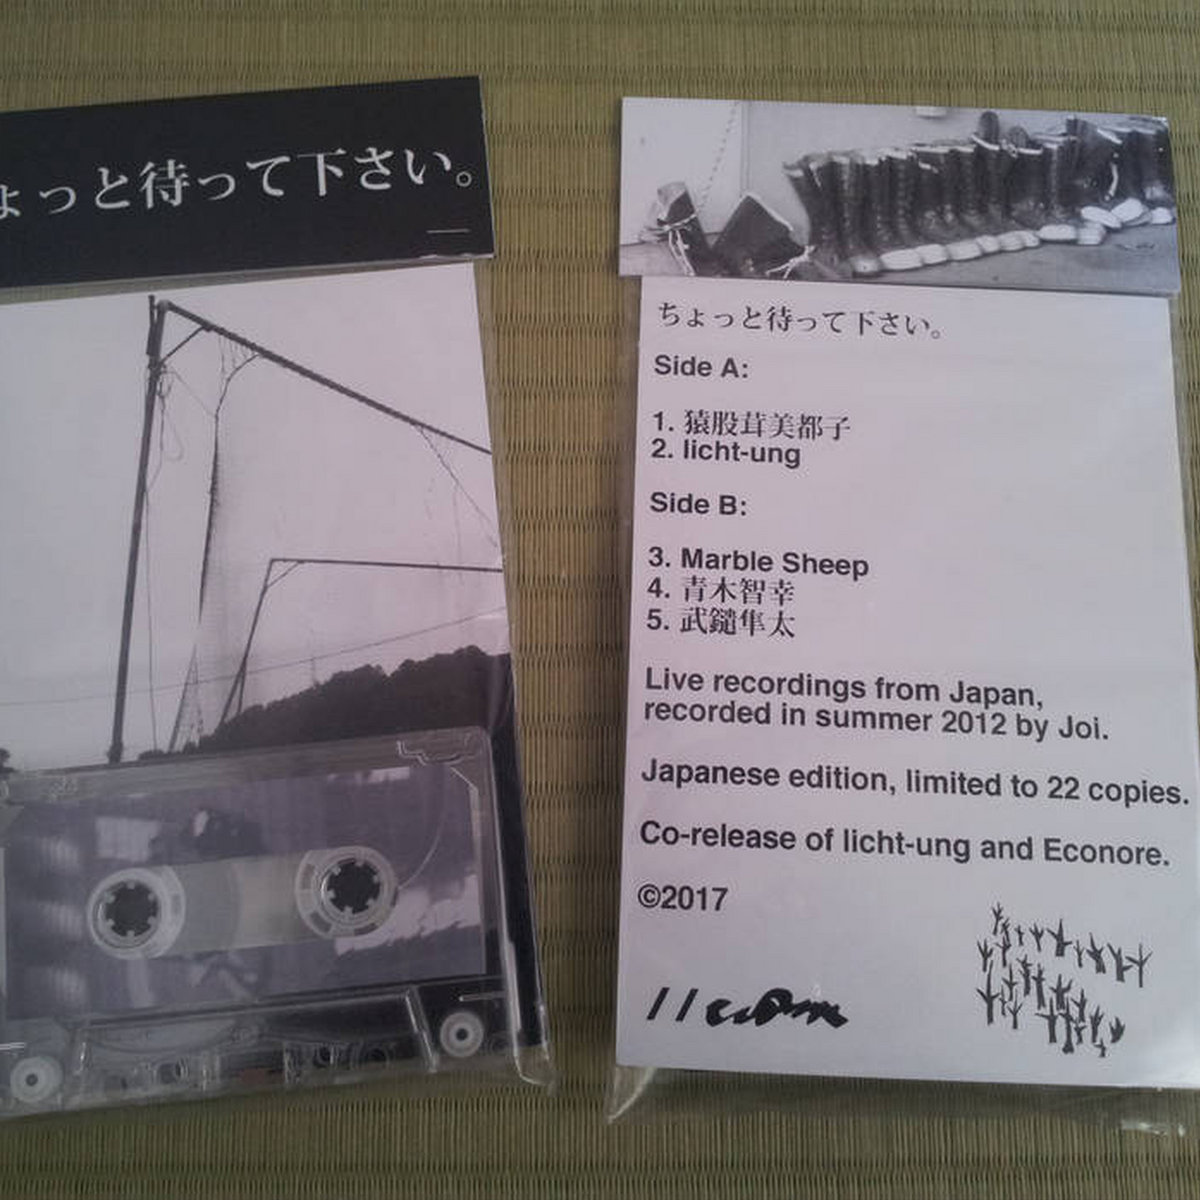 ょっと待って下さい。
ちょっと待って下さい。
Side A:
1. 猿股茸美都子
2. licht-ung
Side B:
3. Marble Sheep
4. 青木智幸
5. 武鑓隼太
Live recordings from Japan,
recorded in summer 2012 by Joi.
Japanese edition, limited to 22 copies.
Co-release of licht-ung and Econore.
©2017